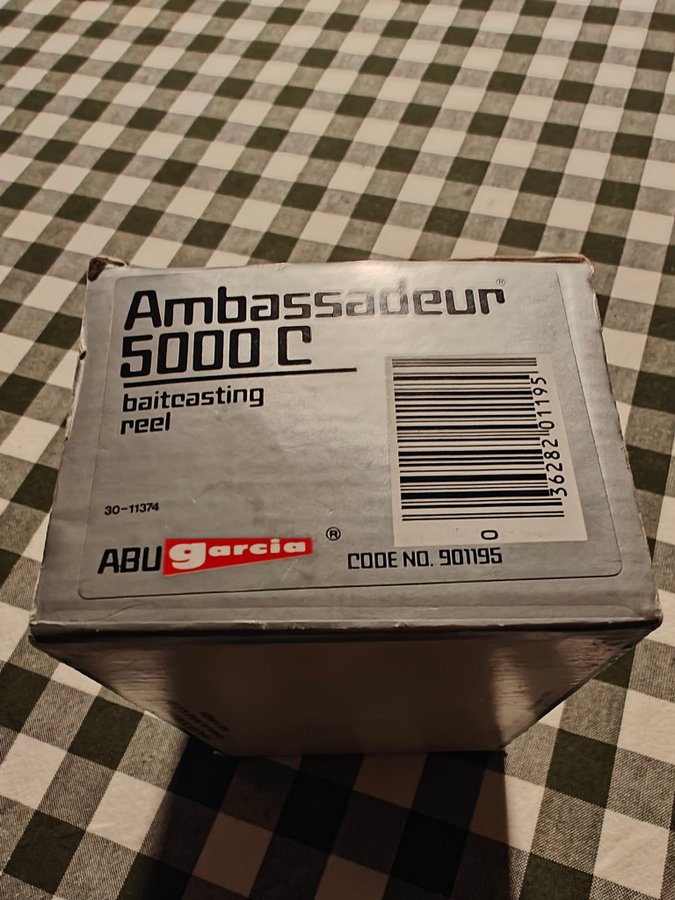 Ambassadeur®
5000 C
baitcasting
reel
36282 01195
0
30-11374
ABU garcia ®
CODE NO. 901195